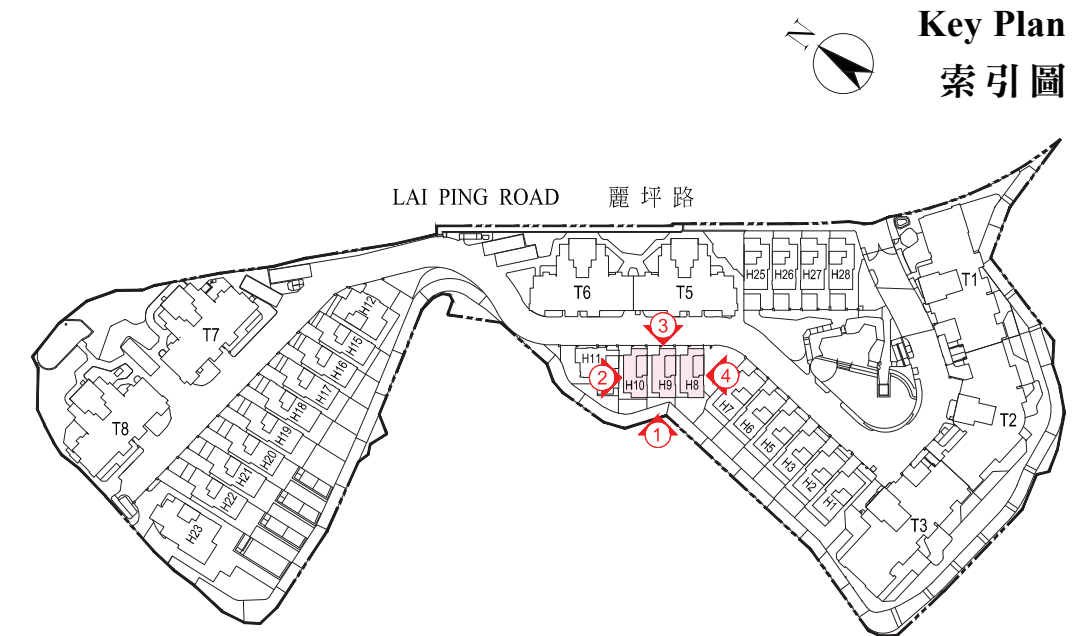 N
Key Plan
索引圖
LAI PING ROAD 麗坪路
H25 H26 H27 H28
T1
T6 T5
H12
T7
H15
H16
H17
H18
H19
H20
H21
H22
H23
T8
3
H11
2
H10 H9 H8
4
1
H7
H6
H5
H3
H2
H1
T2
T3